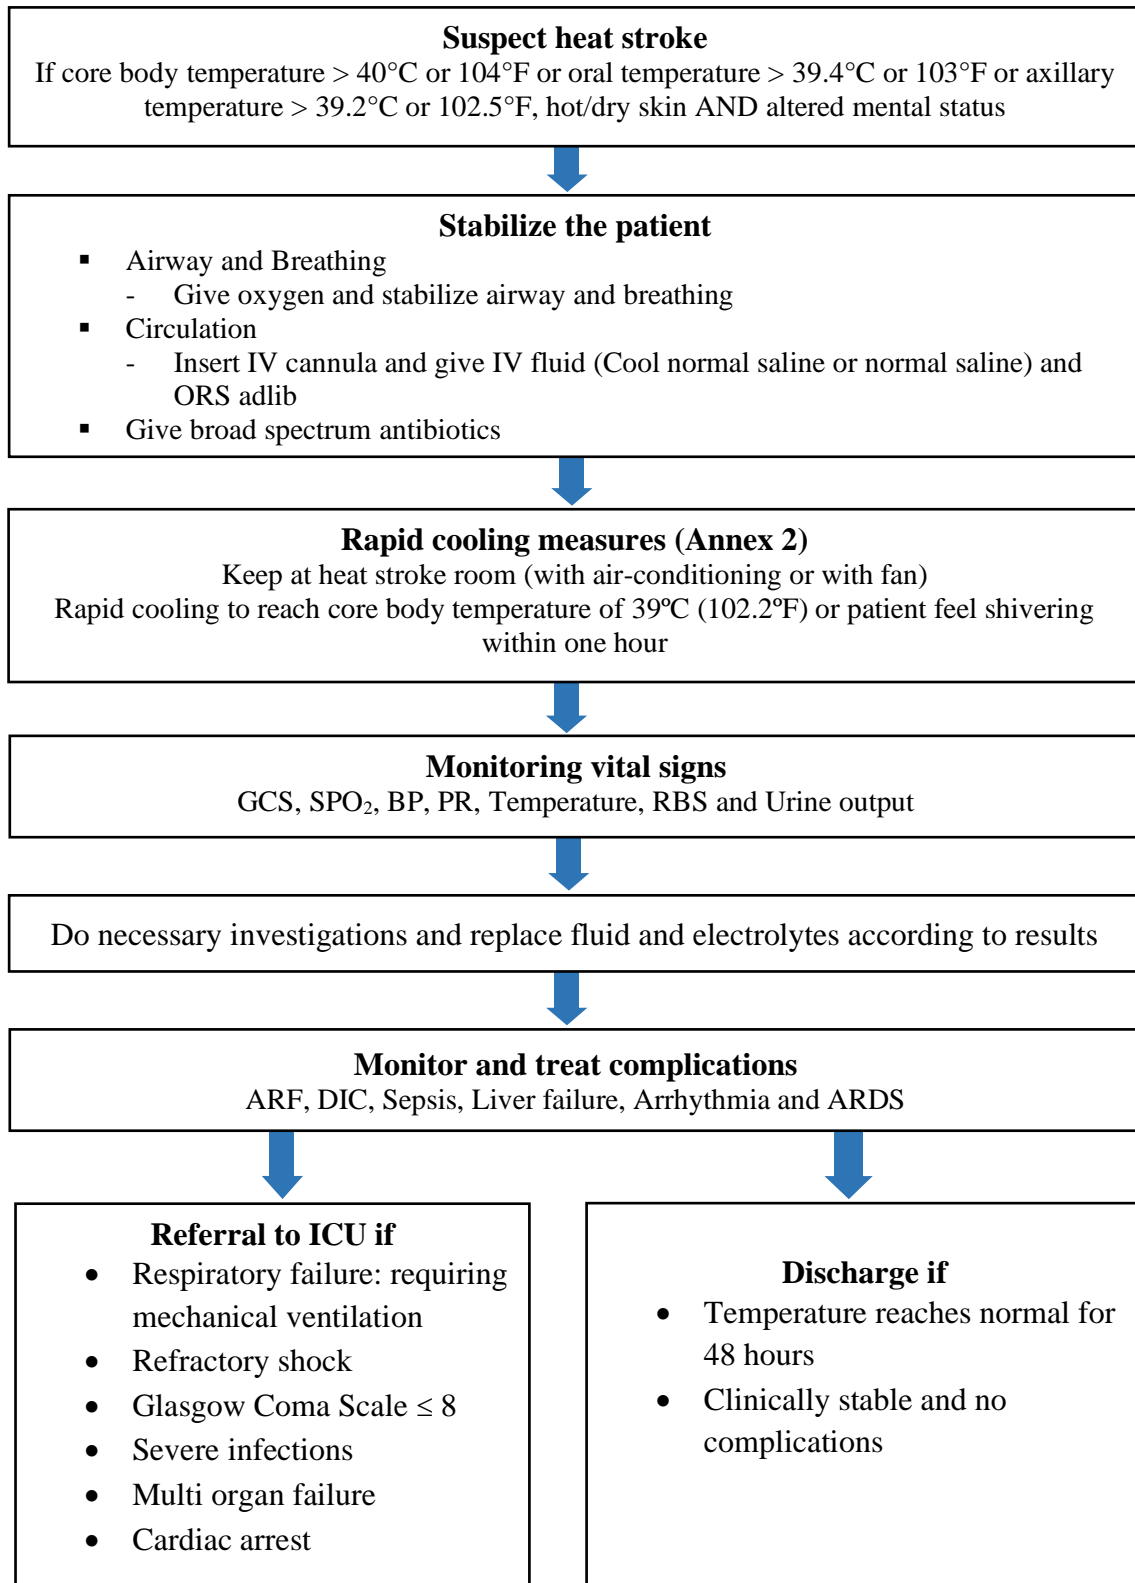 Suspect heat stroke
If core body temperature > 40°C or 104°F or oral temperature > 39.4°C or 103°F or axillary
temperature > 39.2°C or 102.5°F, hot/dry skin AND altered mental status
Stabilize the patient
▪ Airway and Breathing
- Give oxygen and stabilize airway and breathing
▪ Circulation
- Insert IV cannula and give IV fluid (Cool normal saline or normal saline) and
ORS adlib
▪ Give broad spectrum antibiotics
Rapid cooling measures (Annex 2)
Keep at heat stroke room (with air-conditioning or with fan)
Rapid cooling to reach core body temperature of 39ºC (102.2ºF) or patient feel shivering
within one hour
Monitoring vital signs
GCS, SPO₂, BP, PR, Temperature, RBS and Urine output
Do necessary investigations and replace fluid and electrolytes according to results
Monitor and treat complications
ARF, DIC, Sepsis, Liver failure, Arrhythmia and ARDS
Referral to ICU if
• Respiratory failure: requiring
mechanical ventilation
• Refractory shock
• Glasgow Coma Scale ≤ 8
• Severe infections
• Multi organ failure
• Cardiac arrest
Discharge if
• Temperature reaches normal for
48 hours
• Clinically stable and no
complications